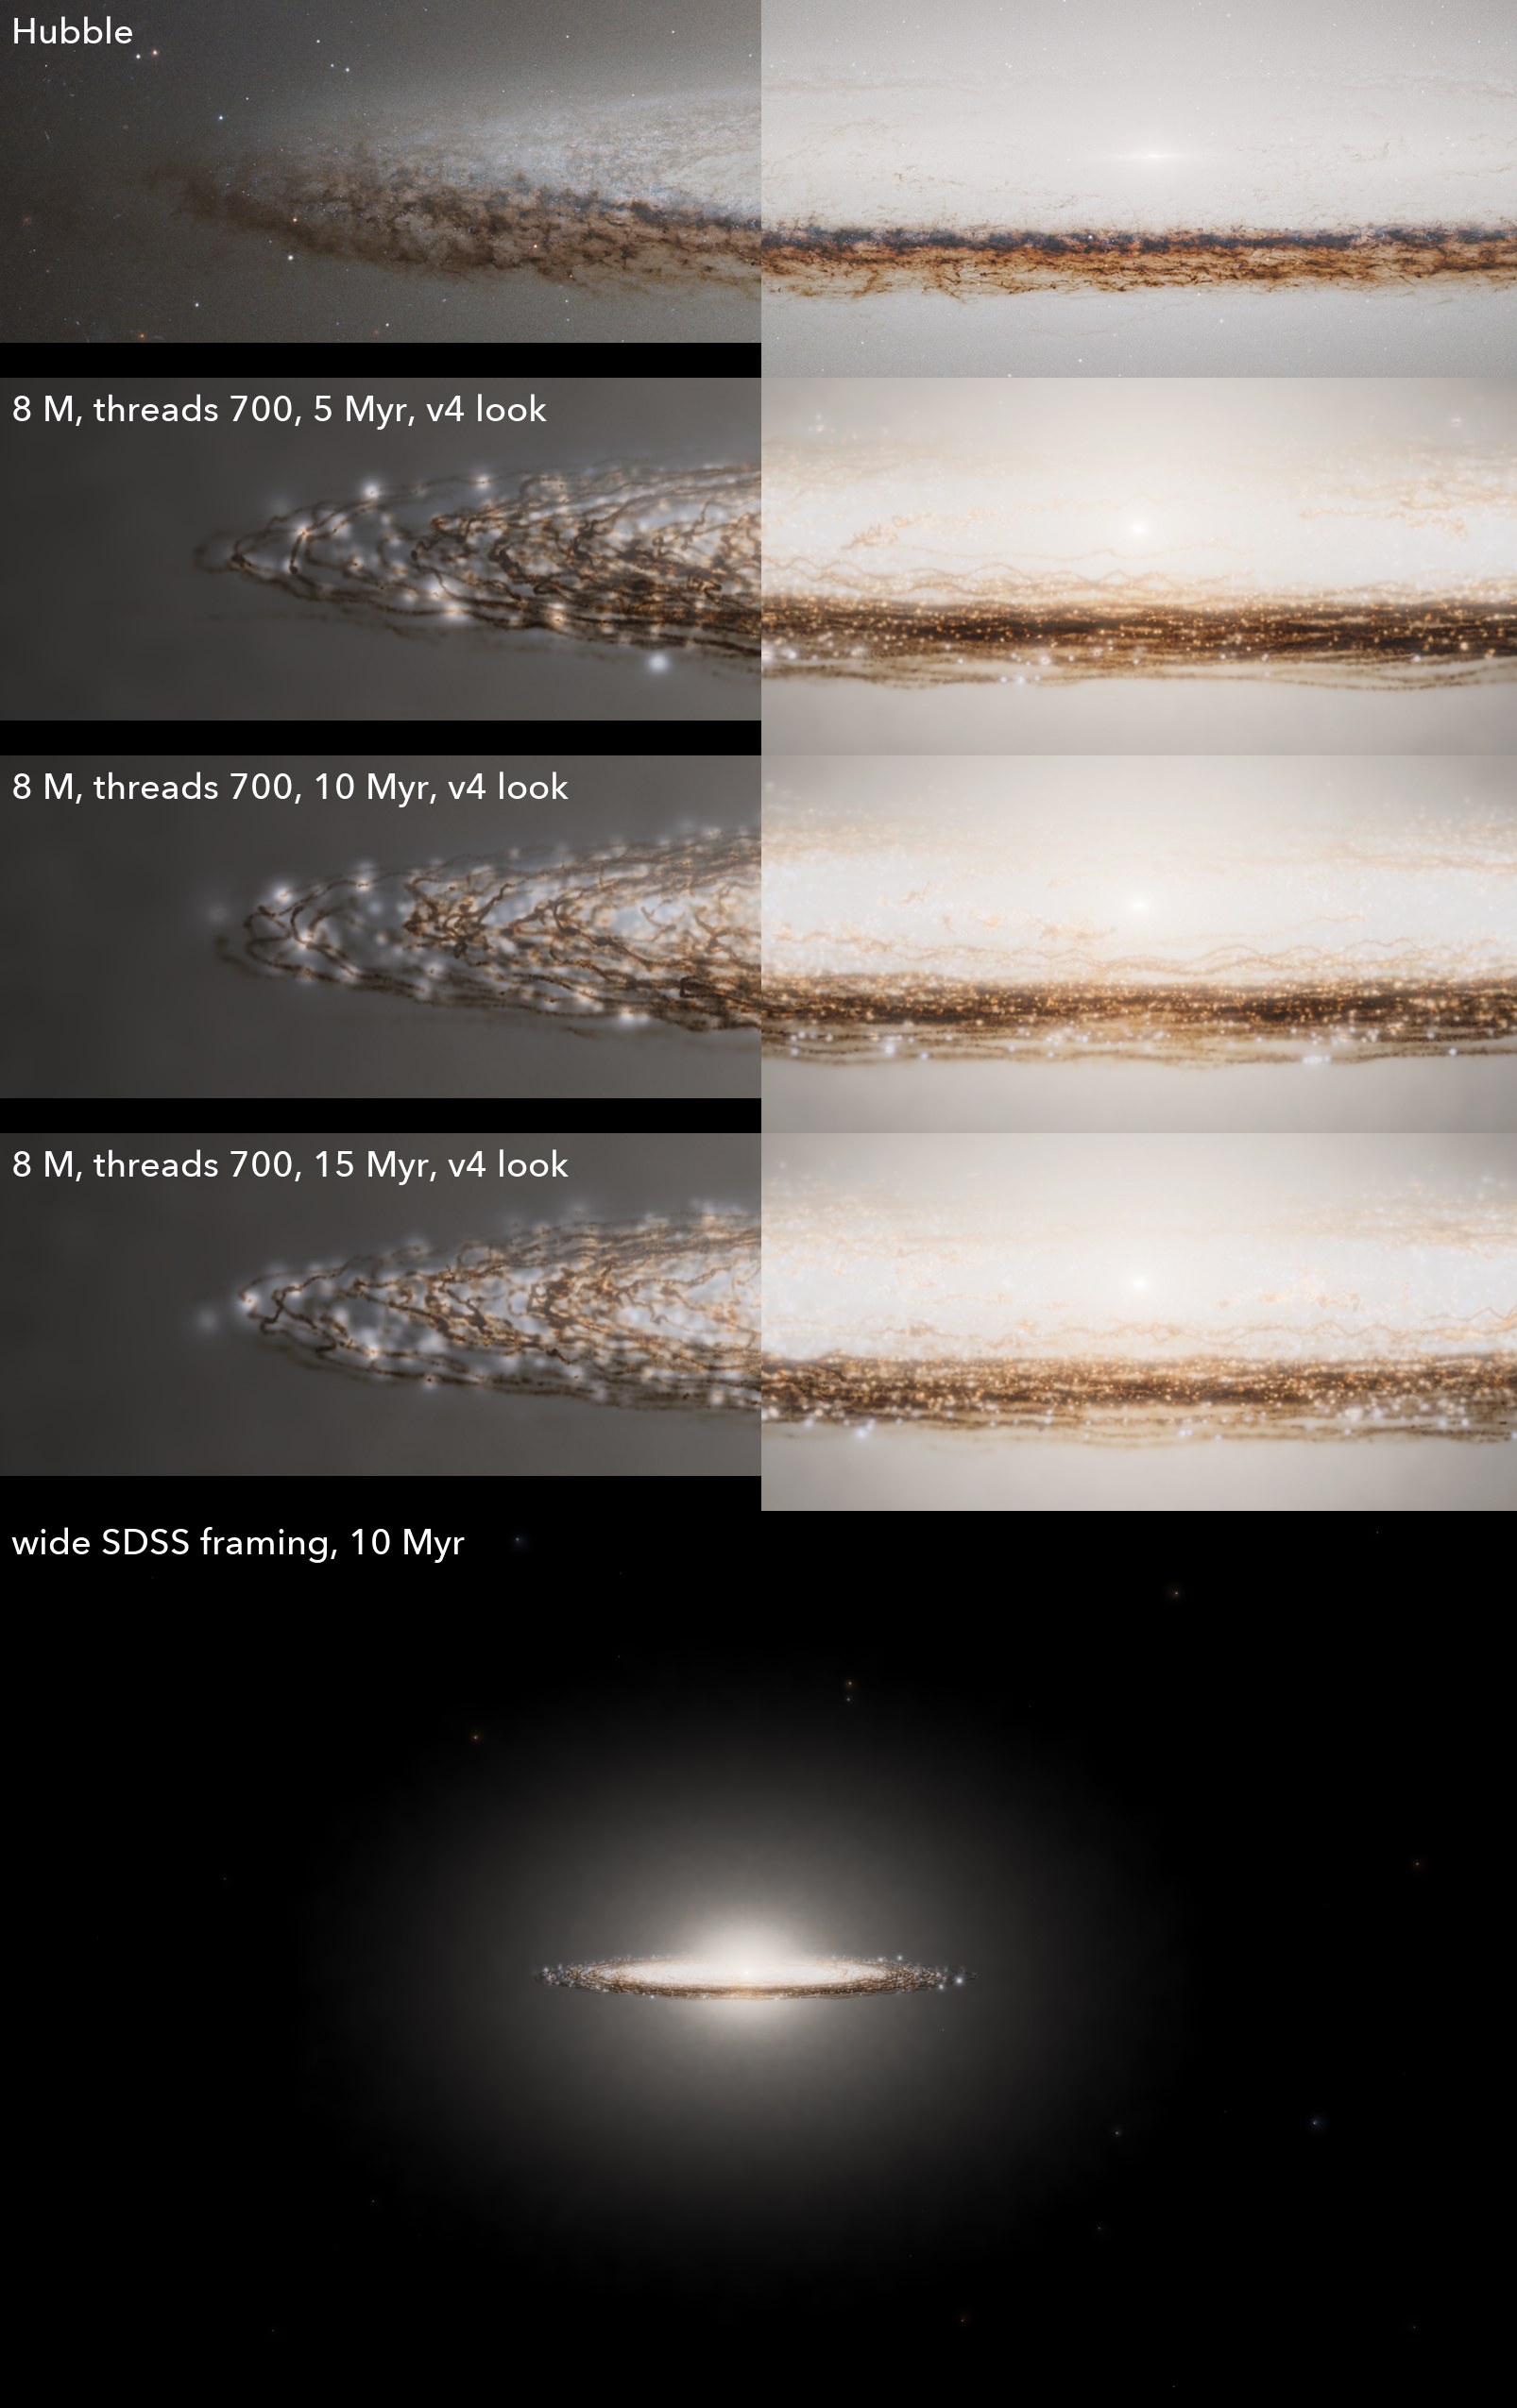 Hubble
8 M, threads 700, 5 Myr, v4 look
8 M, threads 700, 10 Myr, v4 look
8 M, threads 700, 15 Myr, v4 look
wide SDSS framing, 10 Myr